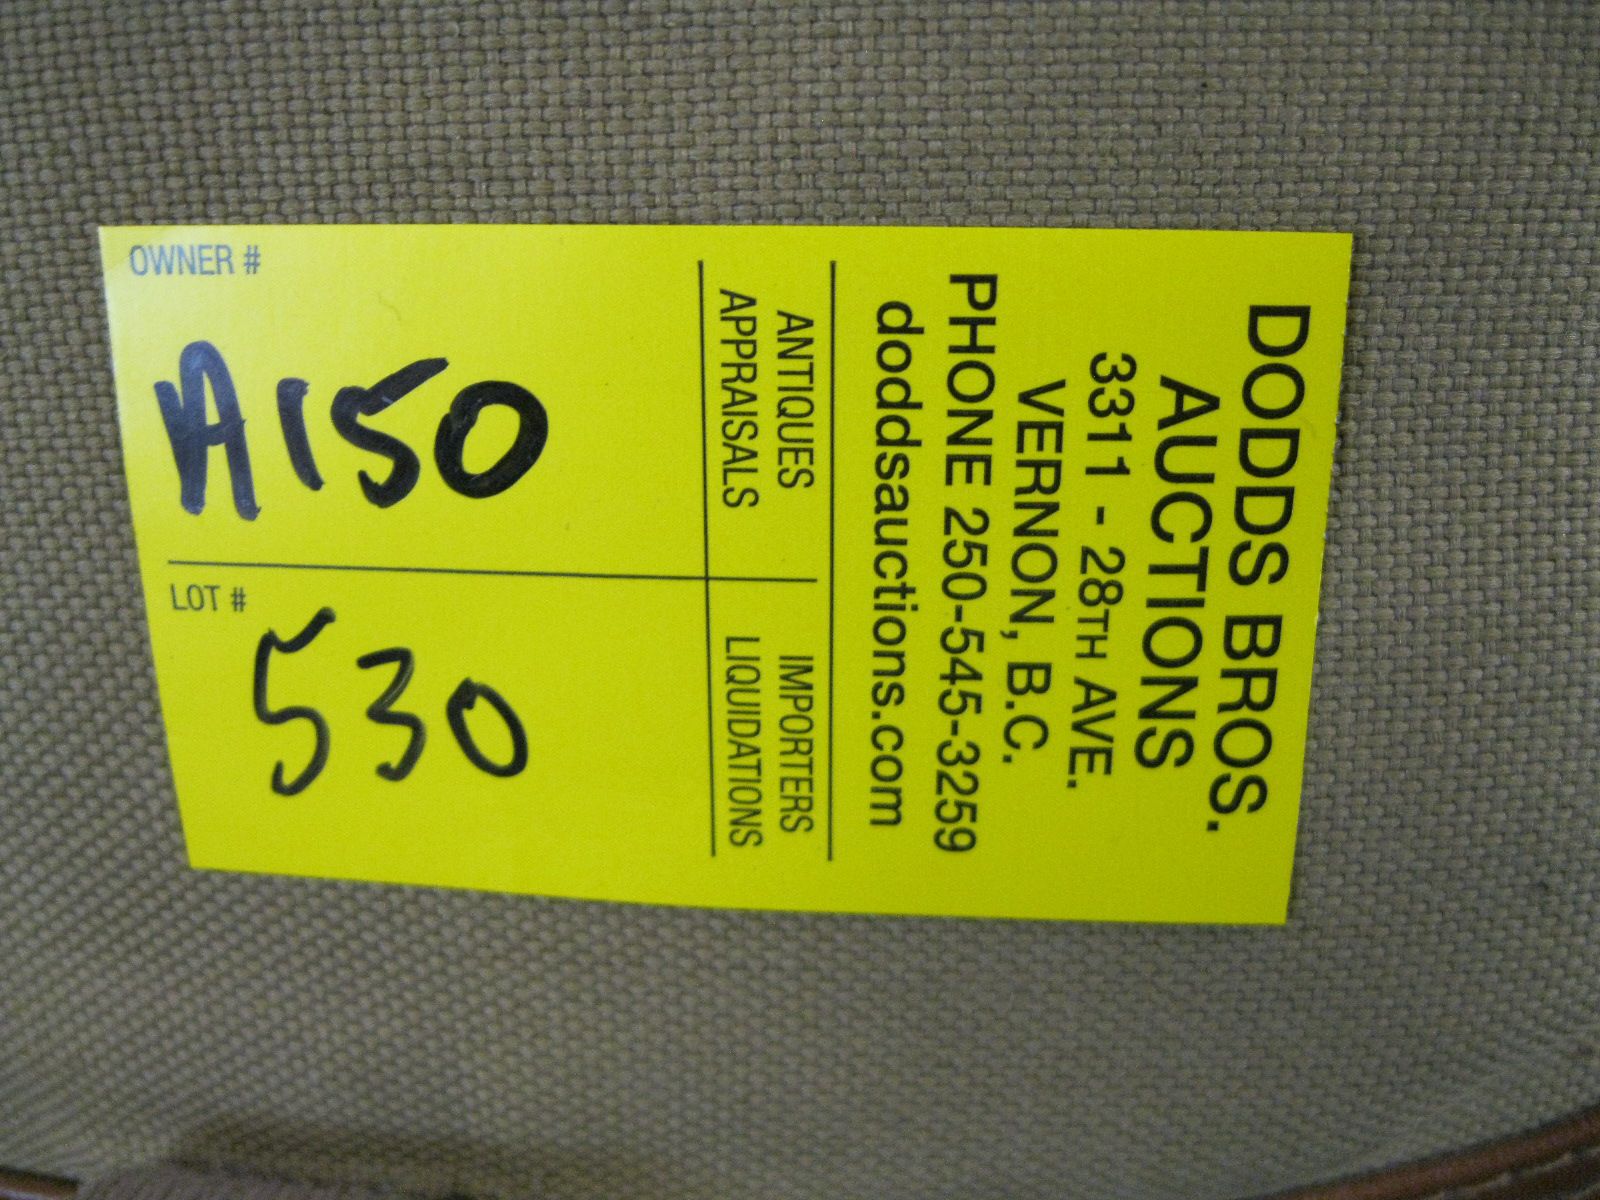 DODDS BROS.
AUCTIONS
3311 - 28TH AVE.
VERNON, B.C.
PHONE 250-545-3259
doddsauctions.com
ANTIQUES
APPRAISALS
IMPORTERS
LIQUIDATIONS
OWNER #
A150
LOT #
530